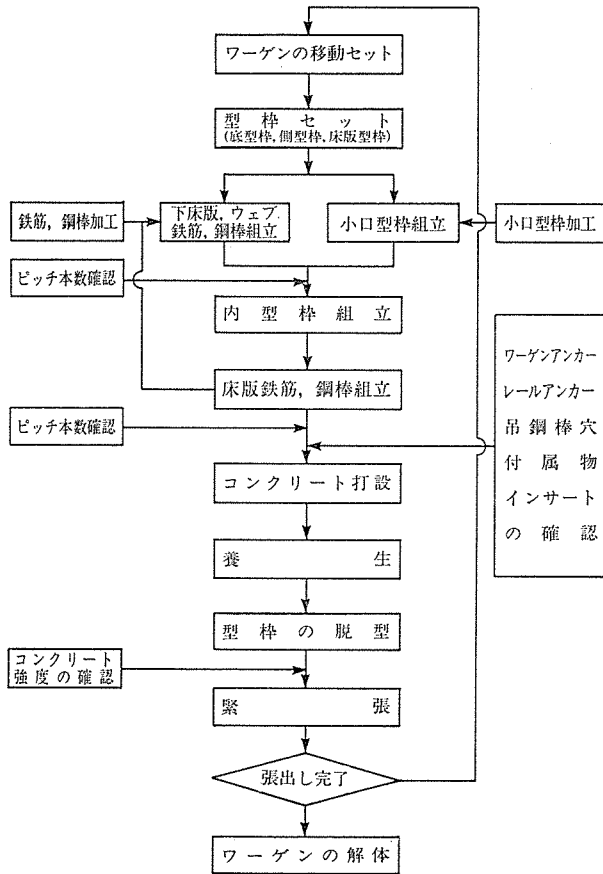 ワーゲンの移動セット
型枠セット
(底型枠, 側型枠, 床版型枠)
鉄筋, 鋼棒加工
下床版, ウェブ
鉄筋, 鋼棒組立
小口型枠組立
小口型枠加工
ピッチ本数確認
内型枠組立
床版鉄筋, 鋼棒組立
ピッチ本数確認
ワーゲンアンカー
レールアンカー
吊鋼棒穴
付属物
インサート
の確認
コンクリート打設
養生
型枠の脱型
コンクリート
強度の確認
緊張
張出し完了
ワーゲンの解体